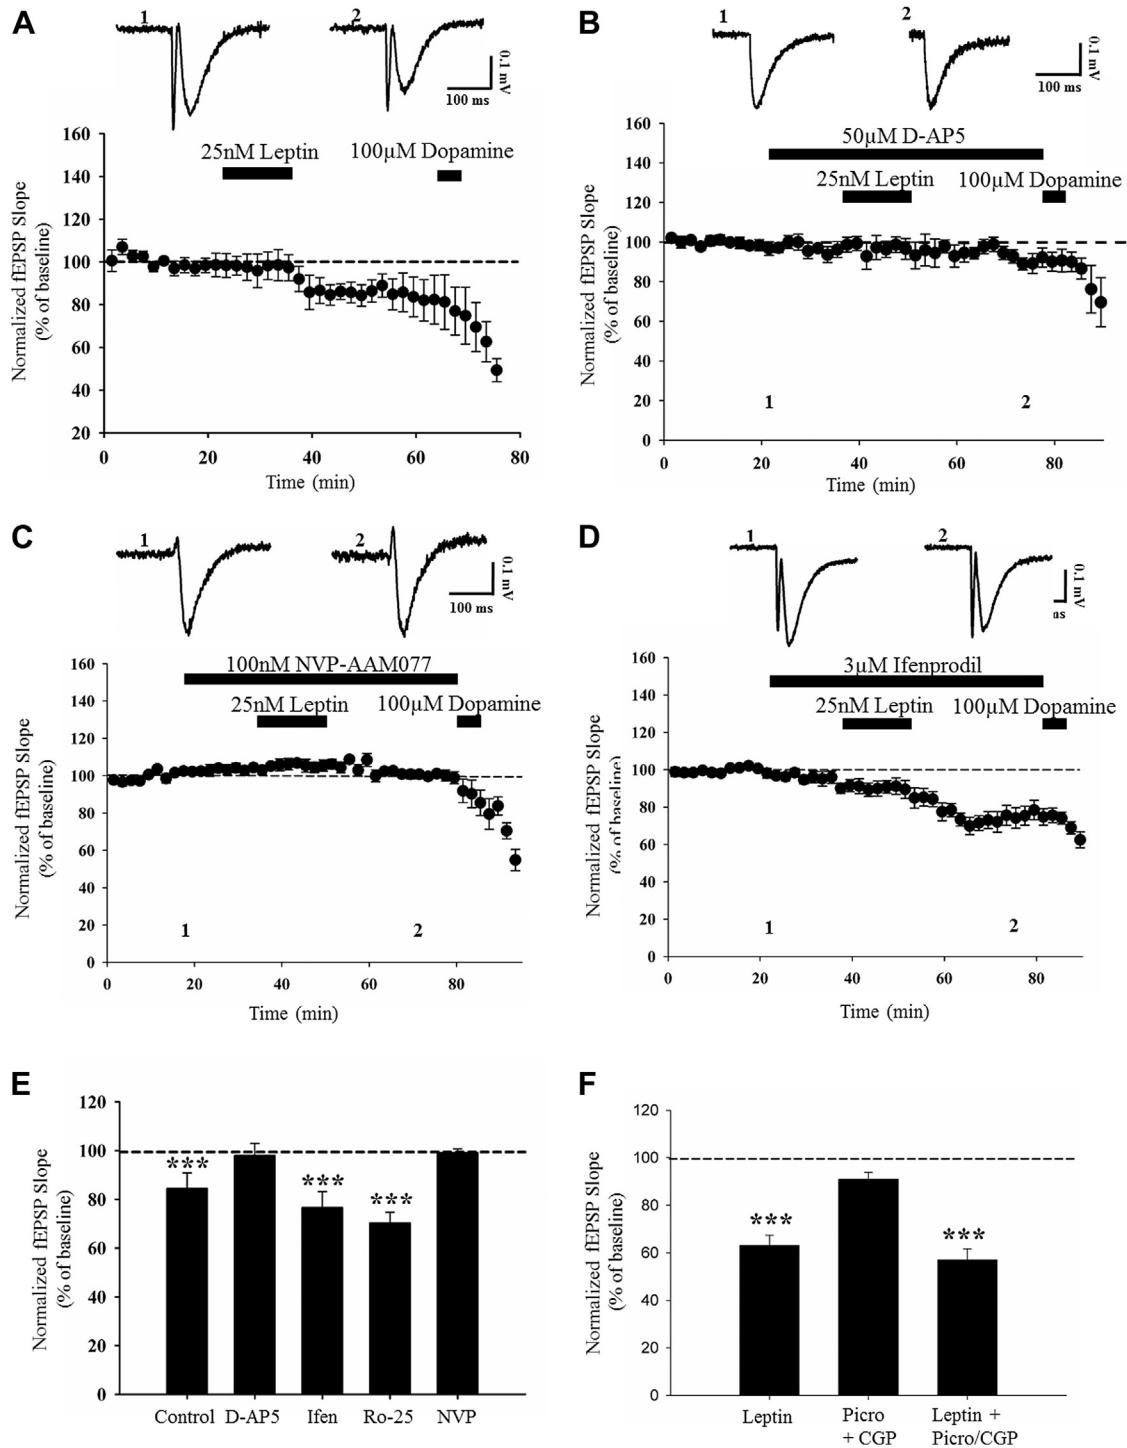 A
1
2
0.1 mV
100 ms
160
140
120
100
80
60
40
20
25nM Leptin
100µM Dopamine
Normalized fEPSP Slope
(% of baseline)
0
20
40
60
80
Time (min)
B
1
2
0.1 mV
100 ms
160
140
120
100
80
60
40
20
0
50µM D-AP5
25nM Leptin
100µM Dopamine
Normalized fEPSP Slope
(% of baseline)
1
2
0
20
40
60
80
Time (min)
C
1
2
0.1 mV
100 ms
160
140
120
100
80
60
40
20
0
100nM NVP-AAM077
25nM Leptin
100µM Dopamine
Normalized fEPSP Slope
(% of baseline)
1
2
0
20
40
60
80
Time (min)
D
1
2
0.1 mV
ms
160
140
120
100
80
60
40
20
0
3µM Ifenprodil
25nM Leptin
100µM Dopamine
Normalized fEPSP Slope
(% of baseline)
1
2
0
20
40
60
80
Time (min)
E
120
100
80
60
40
20
0
Normalized fEPSP Slope
(% of baseline)
***
***
***
Control
D-AP5
Ifen
Ro-25
NVP
F
120
100
80
60
40
20
0
Normalized fEPSP Slope
(% of baseline)
***
***
Leptin
Picro
+ CGP
Leptin +
Picro/CGP